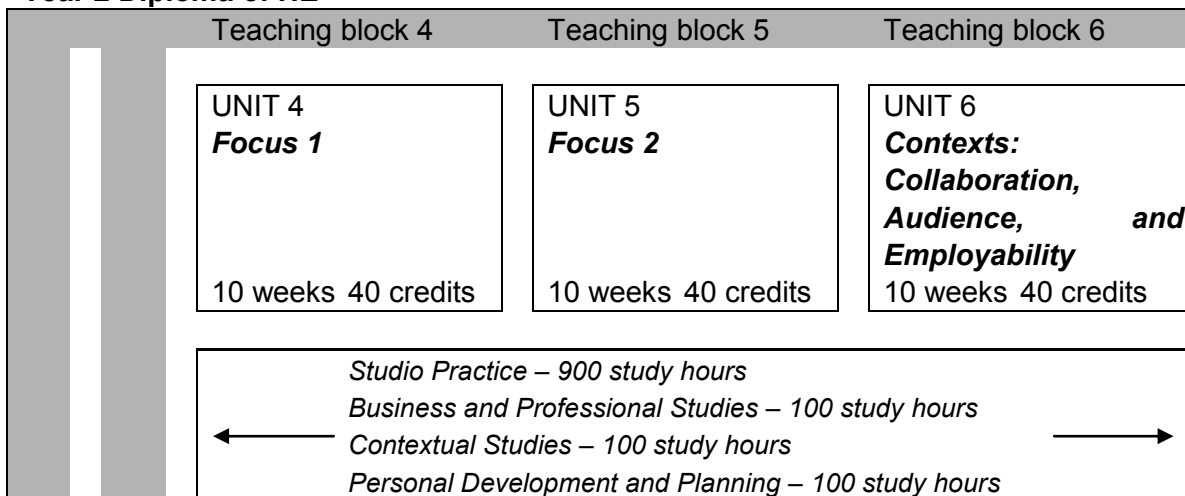 Teaching block 4 Teaching block 5 Teaching block 6
UNIT 4
Focus 1
10 weeks 40 credits
UNIT 5
Focus 2
10 weeks 40 credits
UNIT 6
Contexts:
Collaboration,
Audience, and
Employability
10 weeks 40 credits
Studio Practice – 900 study hours
Business and Professional Studies – 100 study hours
Contextual Studies – 100 study hours
Personal Development and Planning – 100 study hours